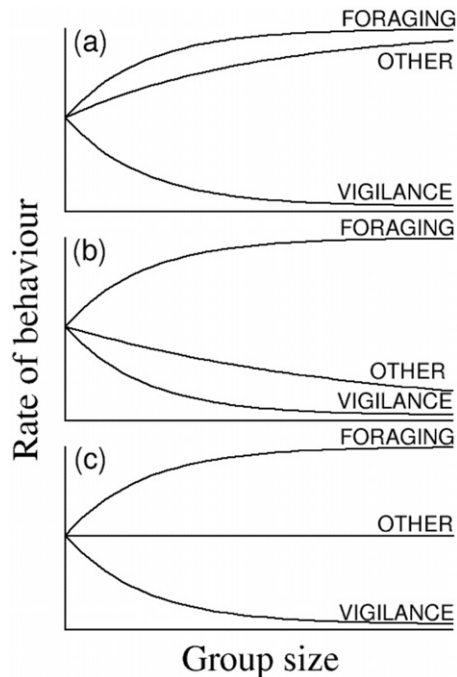 (a)
FORAGING
OTHER
VIGILANCE
(b)
FORAGING
OTHER
VIGILANCE
(c)
FORAGING
OTHER
VIGILANCE
Rate of behaviour
Group size